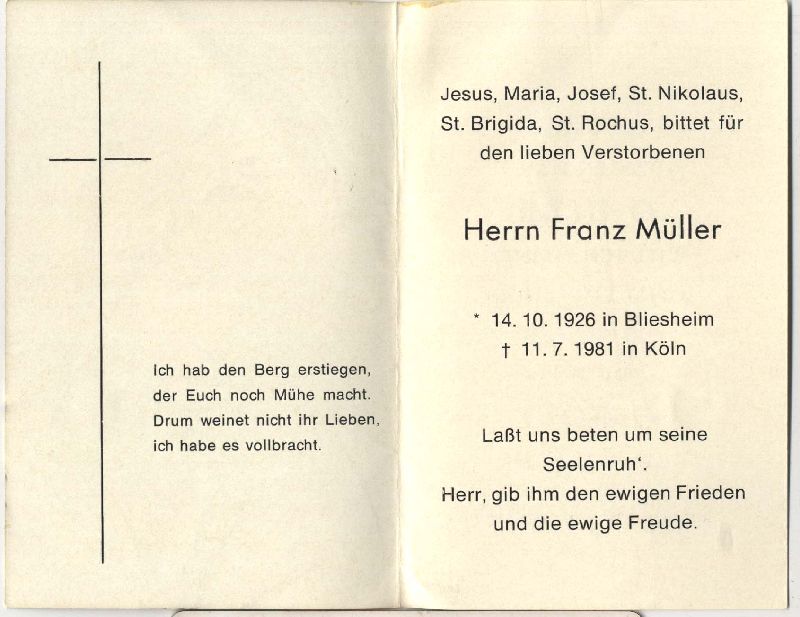 Ich hab den Berg erstiegen,
der Euch noch Mühe macht.
Drum weinet nicht ihr Lieben,
ich habe es vollbracht.
Jesus, Maria, Josef, St. Nikolaus,
St. Brigida, St. Rochus, bittet für
den lieben Verstorbenen
Herrn Franz Müller
* 14. 10. 1926 in Bliesheim
† 11. 7. 1981 in Köln
Laßt uns beten um seine
Seelenruh‘.
Herr, gib ihm den ewigen Frieden
und die ewige Freude.